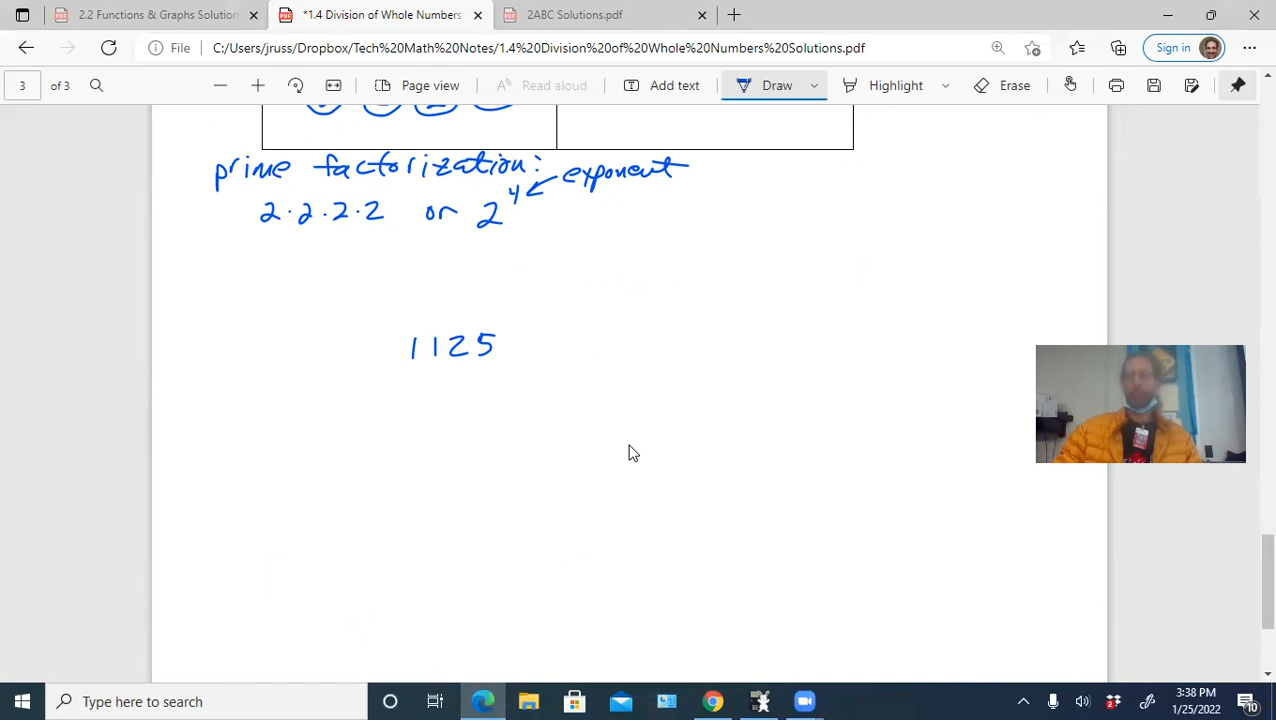 2.2 Functions & Graphs Solution
*1.4 Division of Whole Numbers
2ABC Solutions.pdf
File C:/Users/jruss/Dropbox/Tech%20Math%20Notes/1.4%20Division%20of%20Whole%20Numbers%20Solutions.pdf
Sign in
3 of 3 Page view Read aloud Add text Draw Highlight Erase
prime factorization:
exponent
2·2·2·2 or 2⁴
1125
Type here to search
3:38 PM
1/25/2022